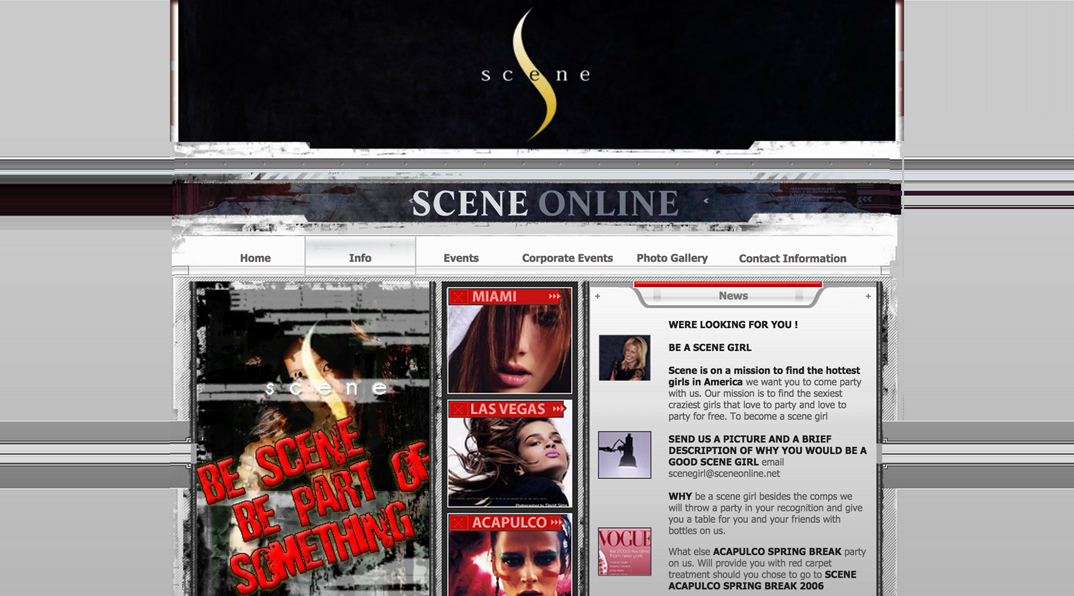 scene
SCENE ONLINE
Home
Info
Events
Corporate Events
Photo Gallery
Contact Information
scene
BE SCENE
BE PART OF
SOMETHING
MIAMI
LAS VEGAS
ACAPULCO
News
WERE LOOKING FOR YOU !
BE A SCENE GIRL
Scene is on a mission to find the hottest
girls in America we want you to come party
with us. Our mission is to find the sexiest
craziest girls that love to party and love to
party for free. To become a scene girl
SEND US A PICTURE AND A BRIEF
DESCRIPTION OF WHY YOU WOULD BE A
GOOD SCENE GIRL email
scenegirl@sceneonline.net
WHY be a scene girl besides the comps we
will throw a party in your recognition and give
you a table for you and your friends with
bottles on us.
VOGUE
What else ACAPULCO SPRING BREAK party
on us. Will provide you with red carpet
treatment should you chose to go to SCENE
ACAPULCO SPRING BREAK 2006